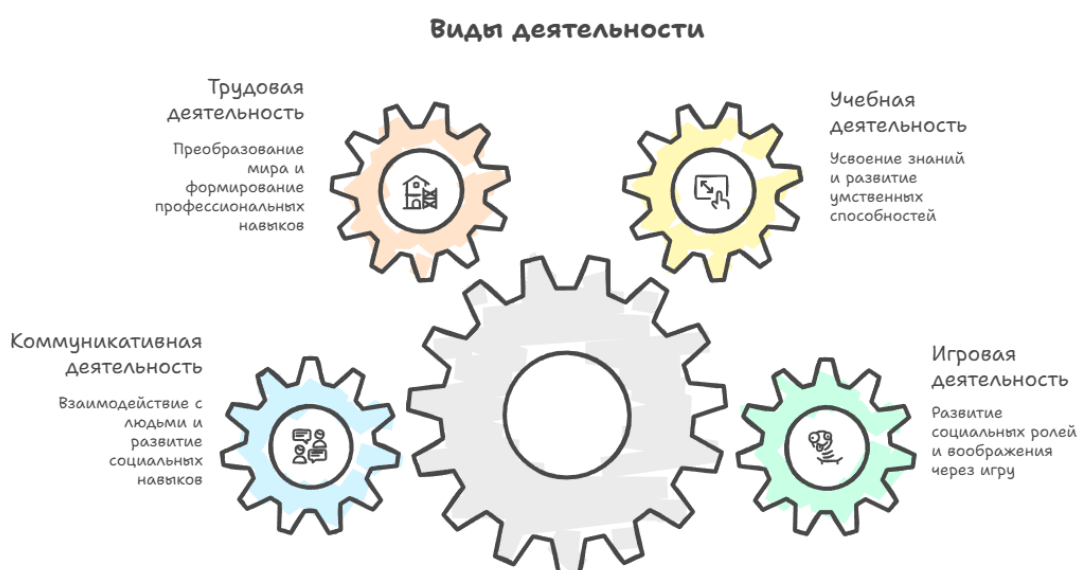 Виды деятельности
Трудовая
деятельность
Преобразование
мира и
формирование
профессиональных
навыков
Учебная
деятельность
Усвоение знаний
и развитие
умственных
способностей
Коммуникативная
деятельность
Взаимодействие с
людьми и
развитие
социальных
навыков
Игровая
деятельность
Развитие
социальных ролей
и воображения
через игру